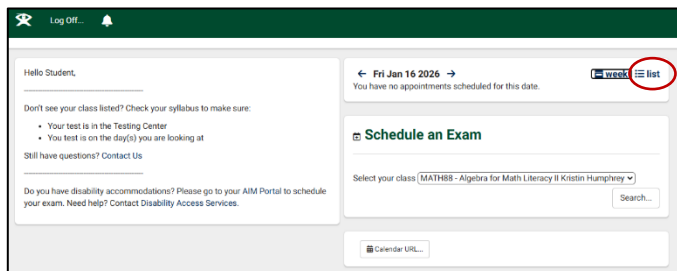 Log Off...
Hello Student,
Don't see your class listed? Check your syllabus to make sure:
• Your test is in the Testing Center
• You test is on the day(s) you are looking at
Still have questions? Contact Us
Do you have disability accommodations? Please go to your AIM Portal to schedule
your exam. Need help? Contact Disability Access Services.
← Fri Jan 16 2026 →
week list
You have no appointments scheduled for this date.
Schedule an Exam
Select your class MATH88 - Algebra for Math Literacy II Kristin Humphrey
Search...
Calendar URL...